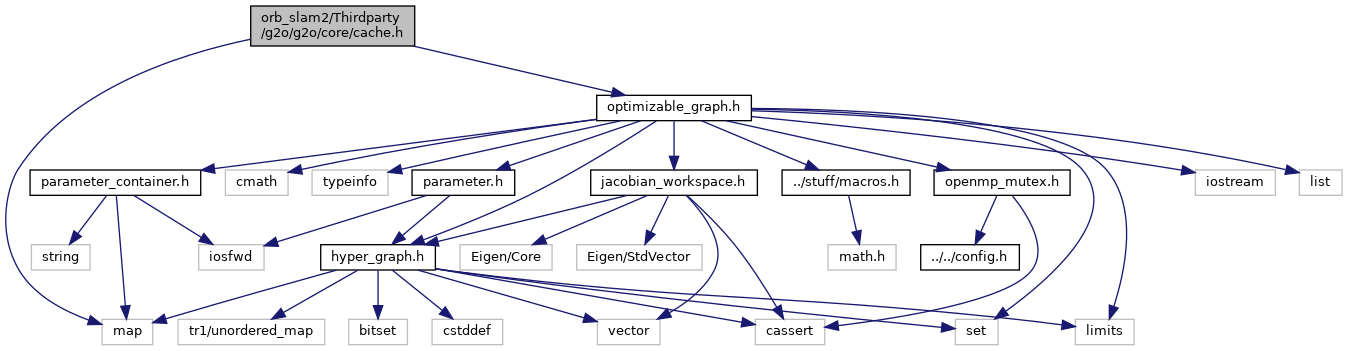 orb_slam2/Thirdparty
/g2o/g2o/core/cache.h
optimizable_graph.h
parameter_container.h
cmath
typeinfo
parameter.h
jacobian_workspace.h
../stuff/macros.h
openmp_mutex.h
iostream
list
string
iosfwd
hyper_graph.h
Eigen/Core
Eigen/StdVector
math.h
../../config.h
map
tr1/unordered_map
bitset
cstddef
vector
cassert
set
limits